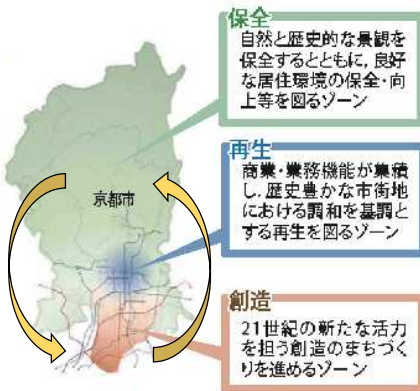 保全
自然と歴史的な景観を
保全するとともに,良好
な居住環境の保全・向
上等を図るゾーン
京都市
再生
商業・業務機能が集積
し,歴史豊かな市街地
における調和を基調と
する再生を図るゾーン
創造
21世紀の新たな活力
を担う創造のまちづく
りを進めるゾーン